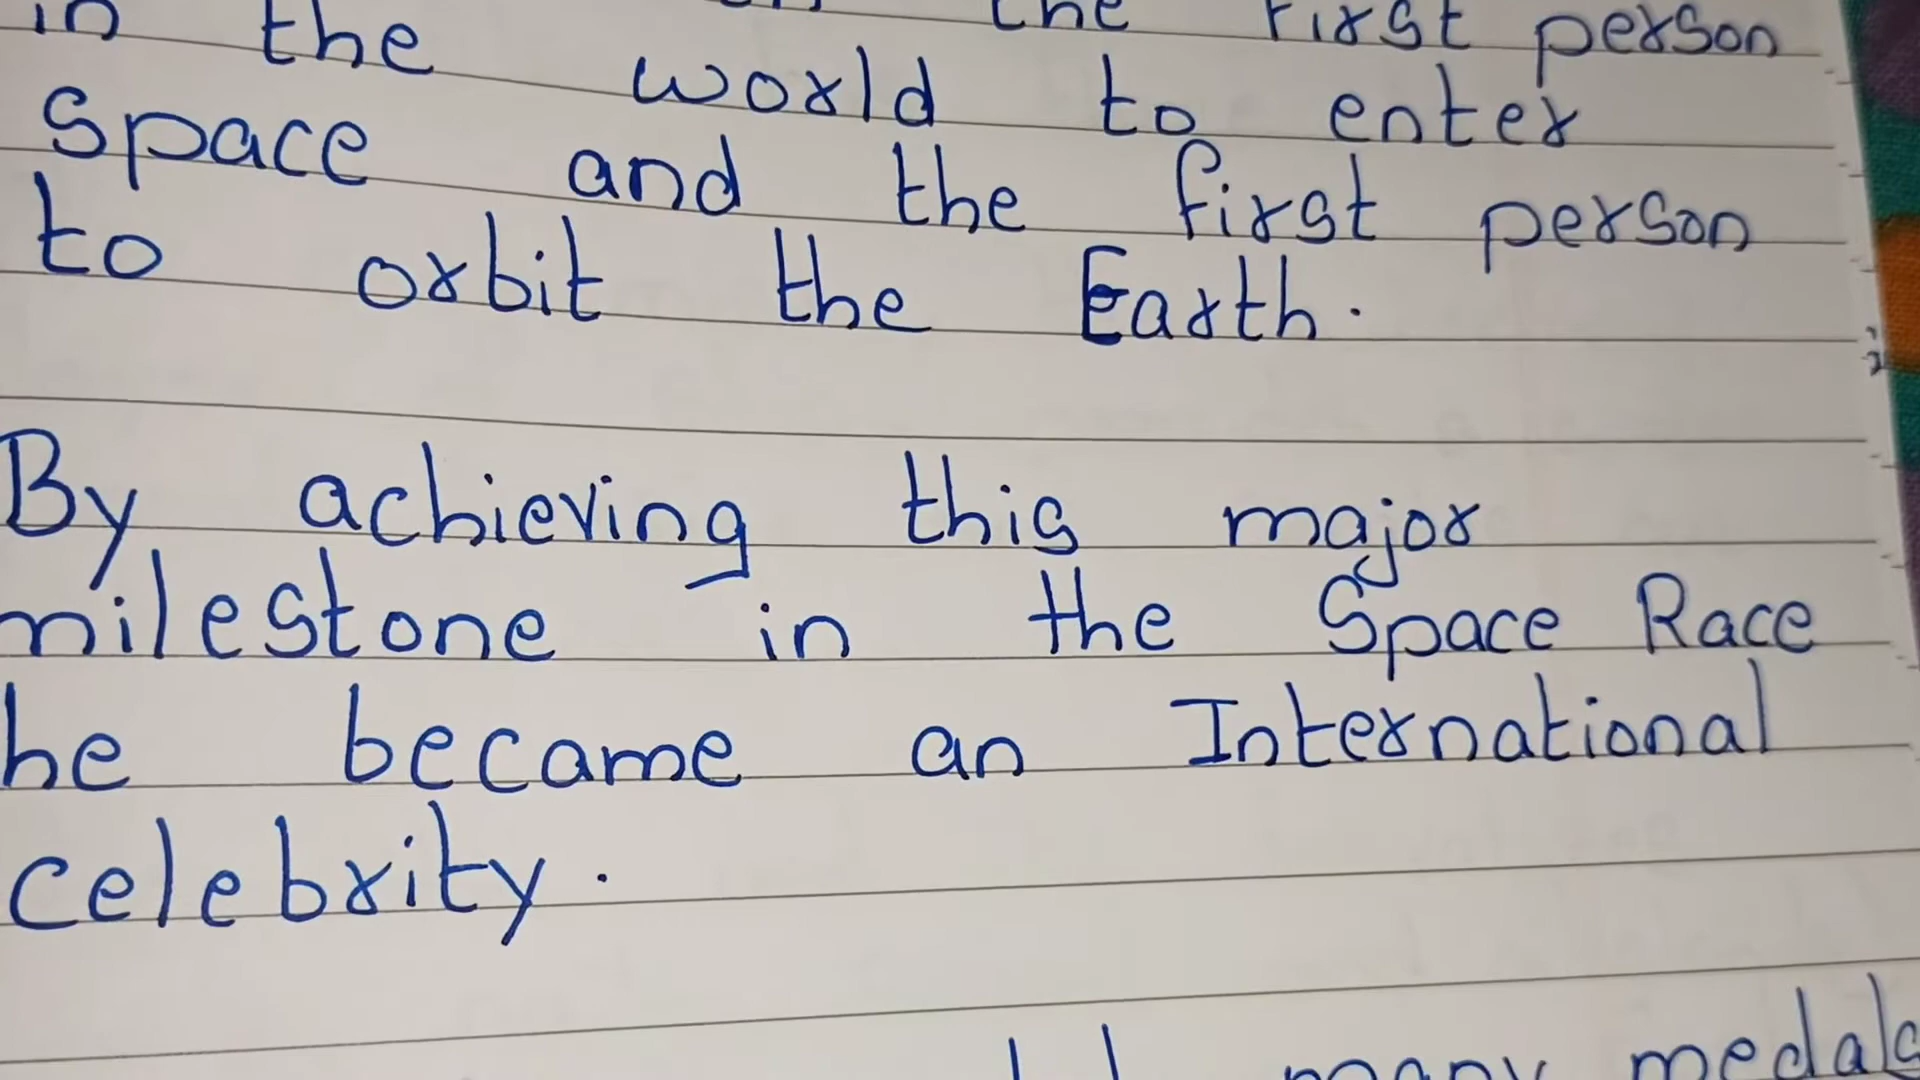 the first person
in the world to enter
Space and the first person
to orbit the Earth.
By achieving this major
milestone in the Space Race
he became an International
celebrity.
many medals